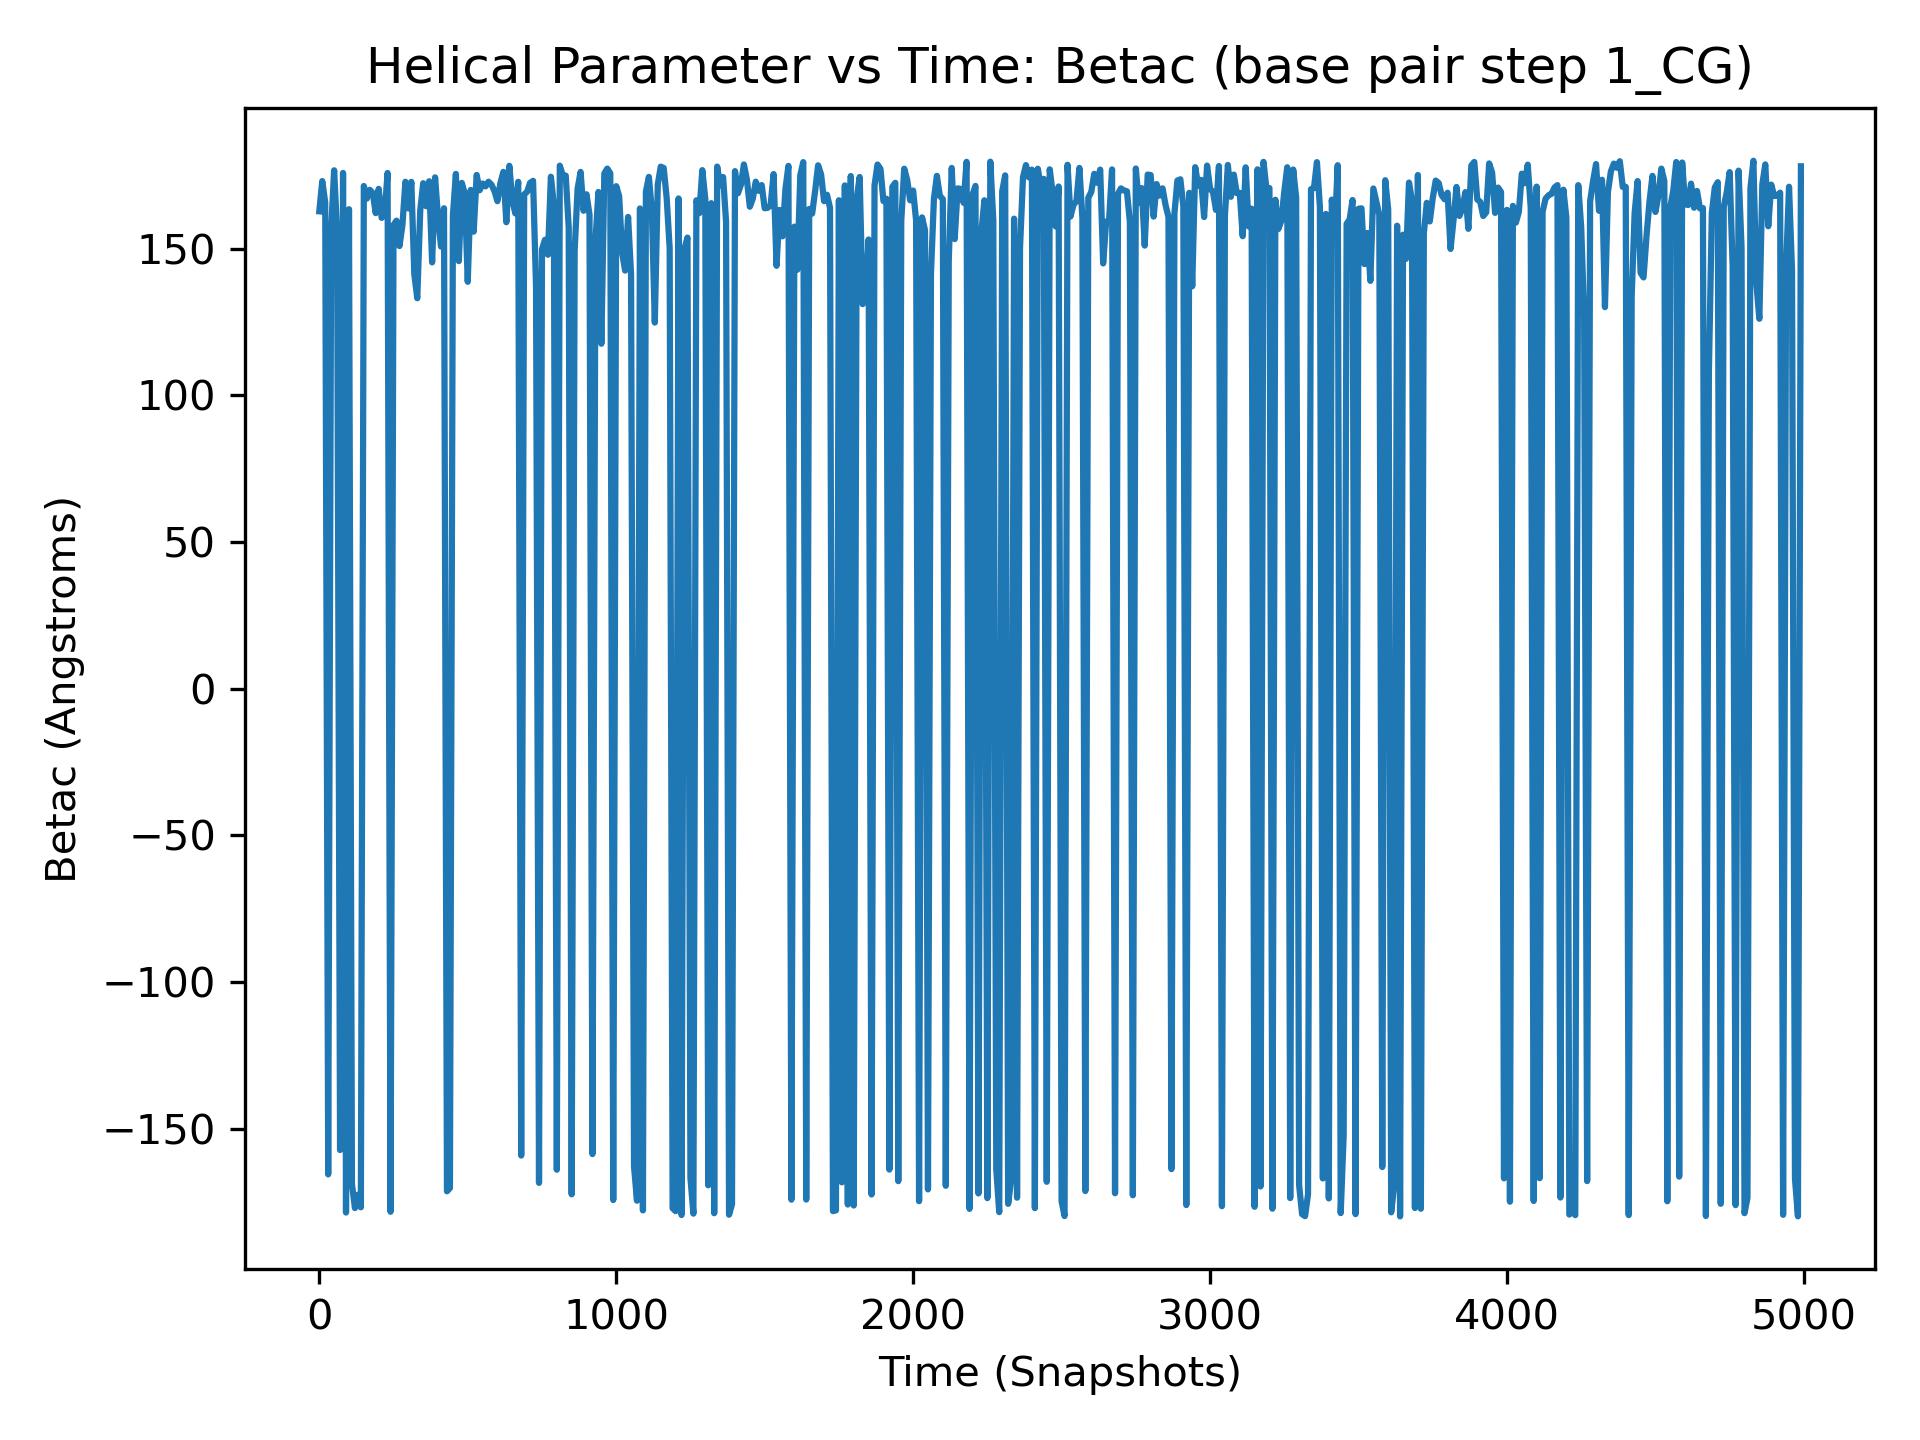 Helical Parameter vs Time: Betac (base pair step 1_CG)
150
100
50
0
−50
−100
−150
Betac (Angstroms)
0 1000 2000 3000 4000 5000
Time (Snapshots)